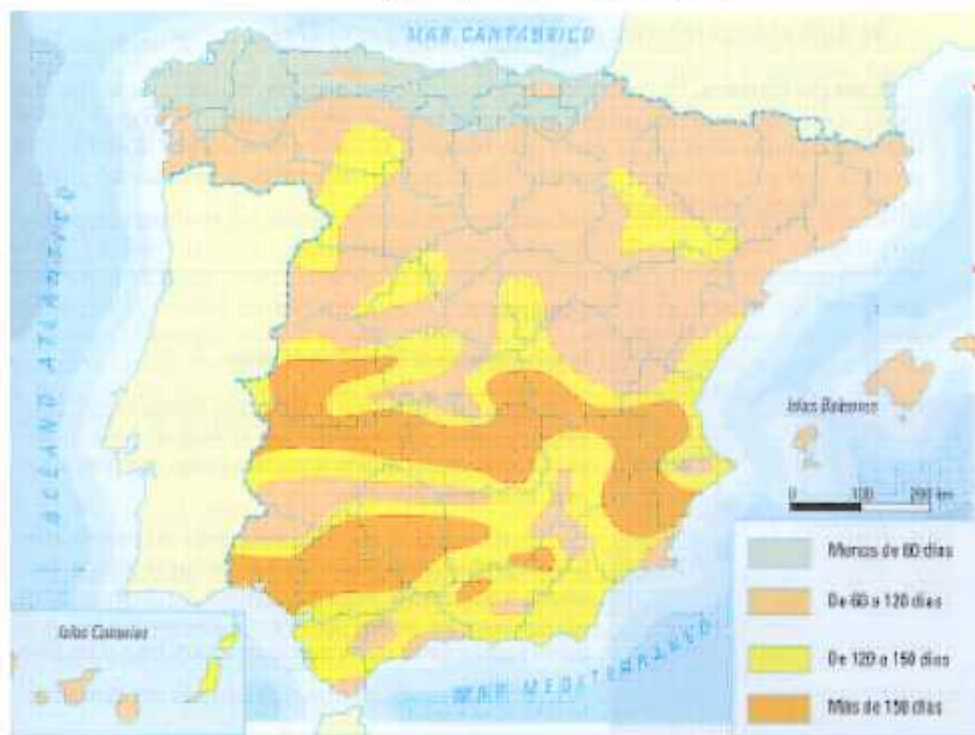 MAR CANTÁBRICO
OCÉANO ATLÁNTICO
Islas Baleares
0 100 200 km
Menos de 60 días
De 60 a 120 días
De 120 a 150 días
Más de 150 días
Islas Canarias
MAR MEDITERRÁNEO